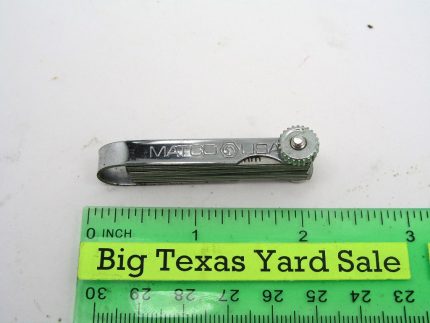 MATCO USA
0 INCH 1 2 3
Big Texas Yard Sale
30 29 28 27 26 25 24 23